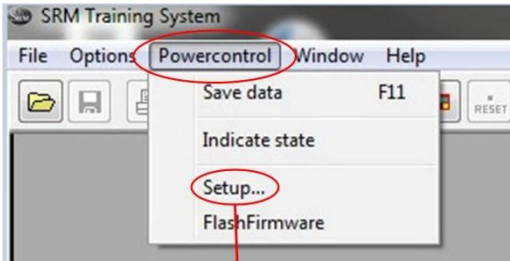 SRM Training System
File Options Powercontrol Window Help
Save data F11
RESET
Indicate state
Setup...
FlashFirmware